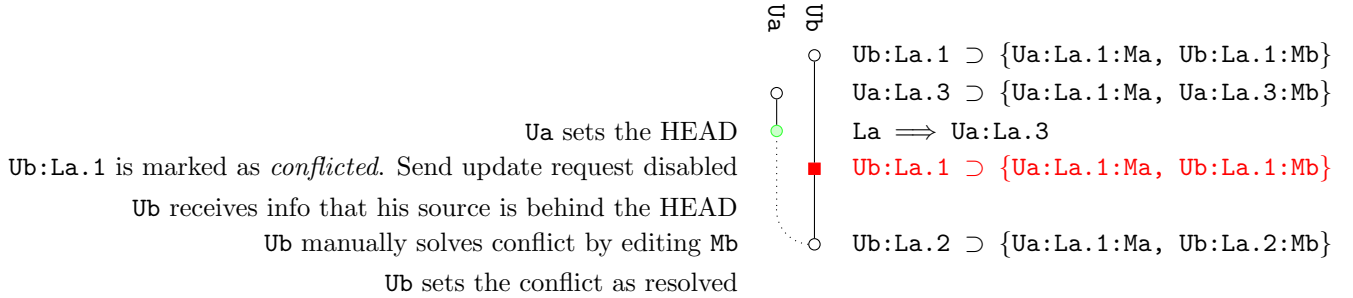 Ua Ub
Ub:La.1 ⊃ {Ua:La.1:Ma, Ub:La.1:Mb}
Ua:La.3 ⊃ {Ua:La.1:Ma, Ua:La.3:Mb}
Ua sets the HEAD La ⟹ Ua:La.3
Ub:La.1 is marked as conflicted. Send update request disabled Ub:La.1 ⊃ {Ua:La.1:Ma, Ub:La.1:Mb}
Ub receives info that his source is behind the HEAD
Ub manually solves conflict by editing Mb Ub:La.2 ⊃ {Ua:La.1:Ma, Ub:La.2:Mb}
Ub sets the conflict as resolved